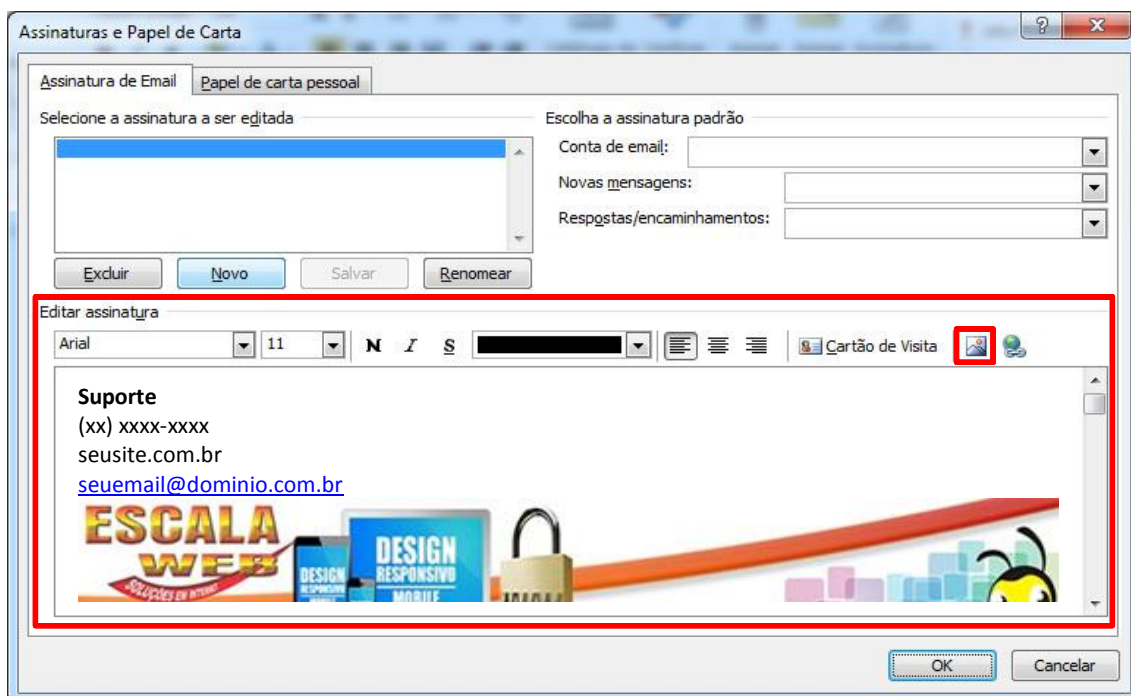 Assinaturas e Papel de Carta
Assinatura de Email Papel de carta pessoal
Selecione a assinatura a ser editada
Escolha a assinatura padrão
Conta de email:
Novas mensagens:
Respostas/encaminhamentos:
Excluir Novo Salvar Renomear
Editar assinatura
Arial 11 N I S Cartão de Visita
Suporte
(xx) xxxx-xxxx
seusite.com.br
seuemail@dominio.com.br
ESCALA
WEB
SOLUÇÕES EM INTERNET
DESIGN
RESPONSIVO
MOBILE
DESIGN
RESPONSIVO
OK Cancelar